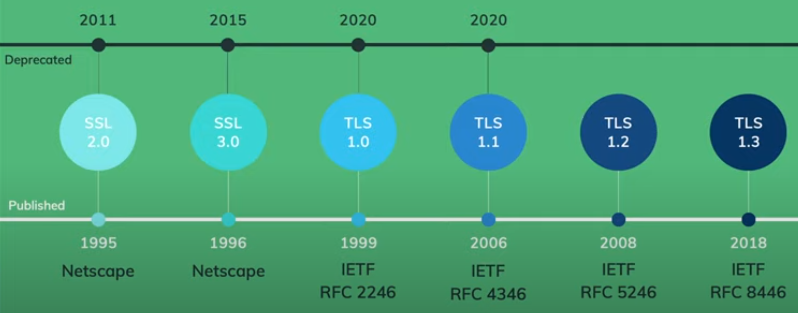 2011 2015 2020 2020
Deprecated
SSL SSL TLS TLS TLS TLS
2.0 3.0 1.0 1.1 1.2 1.3
Published
1995 1996 1999 2006 2008 2018
Netscape Netscape IETF IETF IETF IETF
RFC 2246 RFC 4346 RFC 5246 RFC 8446